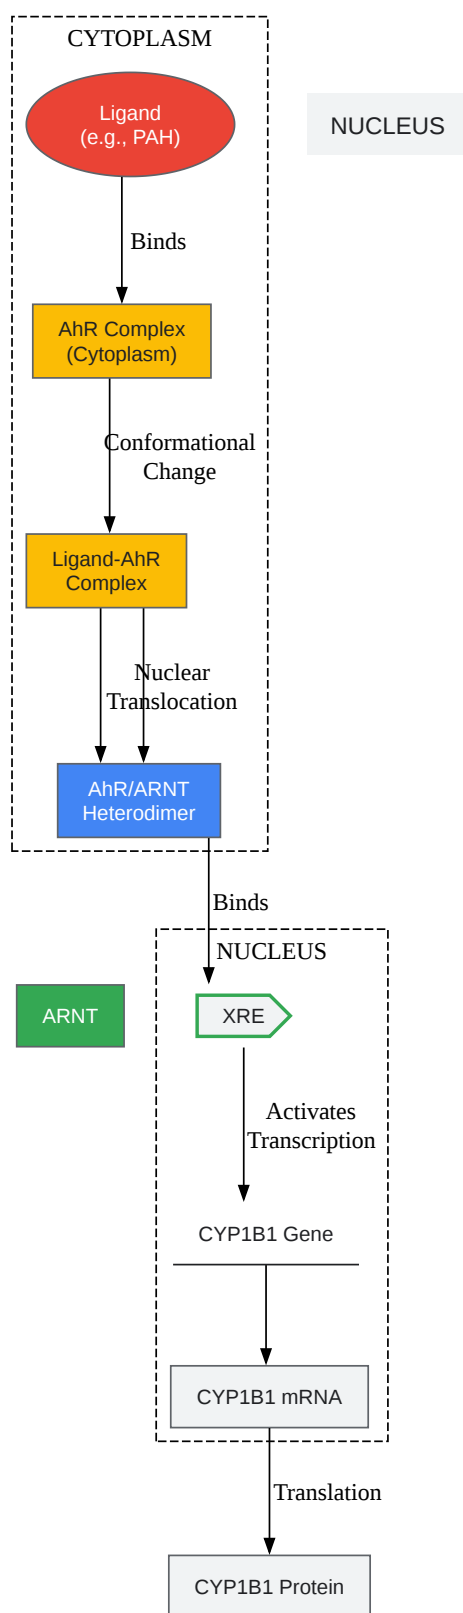 CYTOPLASM
Ligand
(e.g., PAH)
NUCLEUS
Binds
AhR Complex
(Cytoplasm)
Conformational
Change
Ligand-AhR
Complex
Nuclear
Translocation
AhR/ARNT
Heterodimer
Binds
NUCLEUS
ARNT
XRE
Activates
Transcription
CYP1B1 Gene
CYP1B1 mRNA
Translation
CYP1B1 Protein